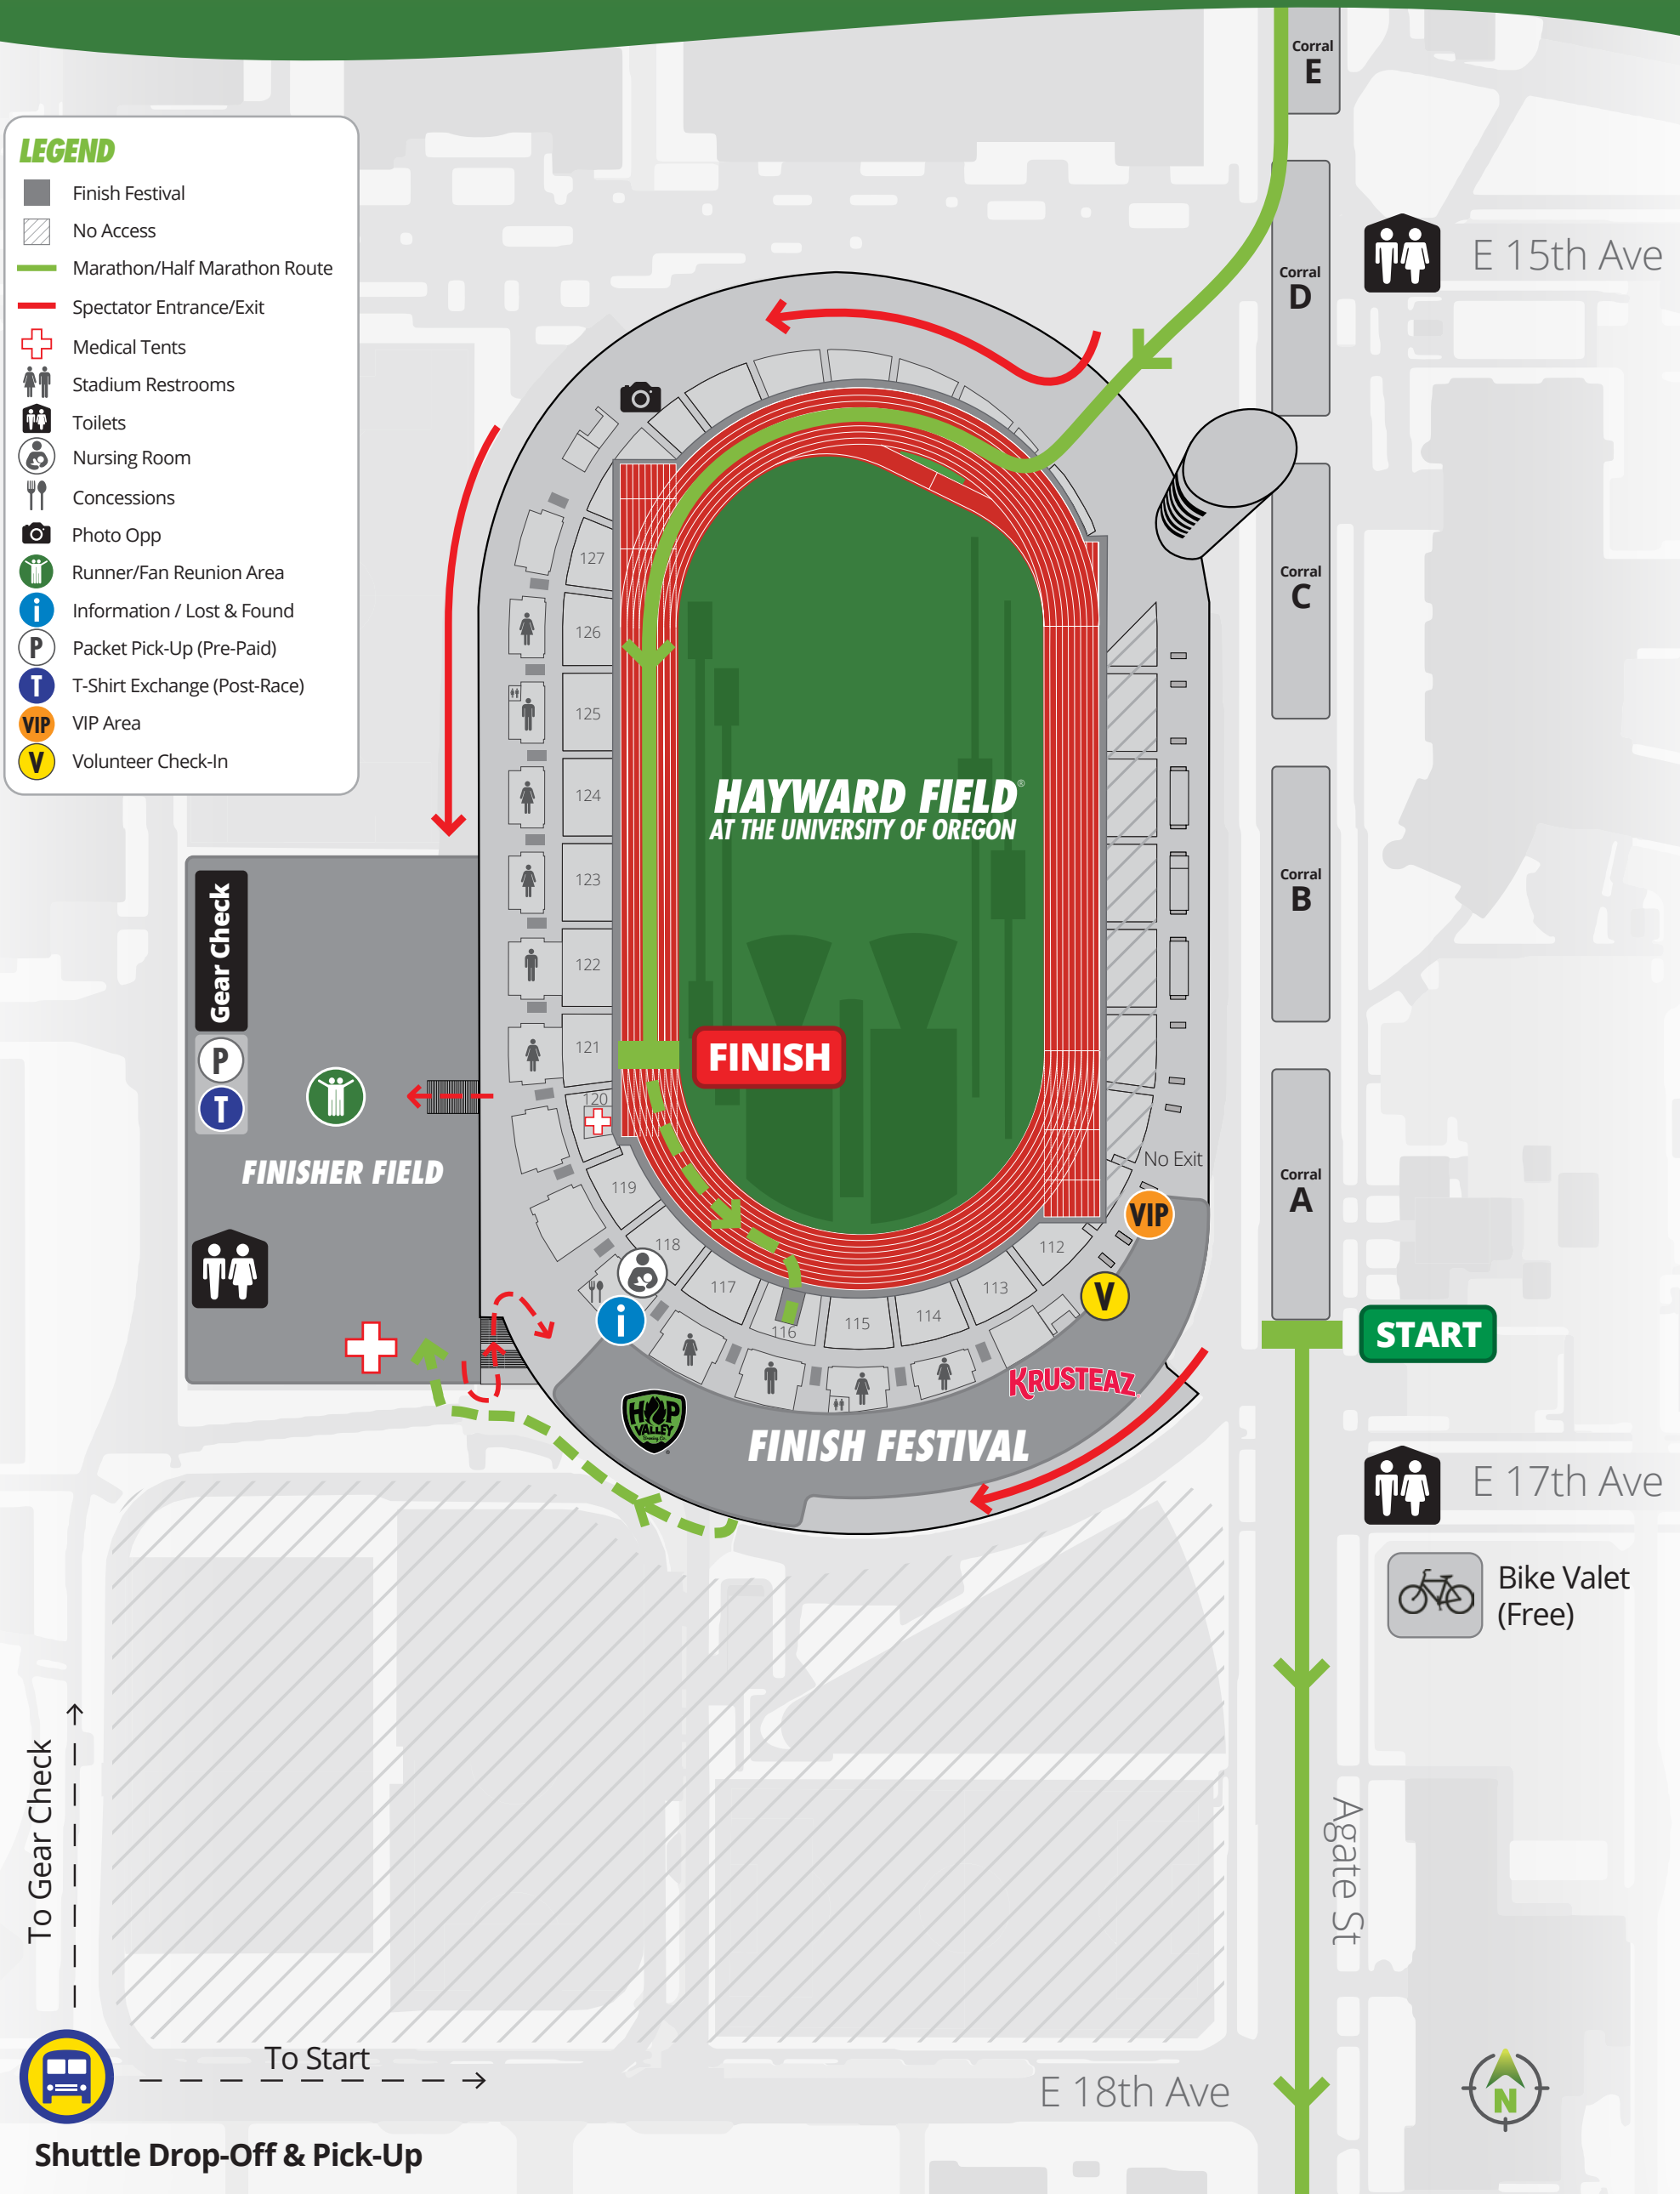 LEGEND
Finish Festival
No Access
Marathon/Half Marathon Route
Spectator Entrance/Exit
Medical Tents
Stadium Restrooms
Toilets
Nursing Room
Concessions
Photo Opp
Runner/Fan Reunion Area
i
Information / Lost & Found
P
Packet Pick-Up (Pre-Paid)
T
T-Shirt Exchange (Post-Race)
VIP
VIP Area
V
Volunteer Check-In
Corral
E
Corral
D
E 15th Ave
Corral
C
Corral
B
Corral
A
START
127
126
125
124
123
122
121
120
119
118
117
116
115
114
113
112
HAYWARD FIELD®
AT THE UNIVERSITY OF OREGON
FINISH
Gear Check
P
T
FINISHER FIELD
No Exit
VIP
V
i
KRUSTEAZ
HOP
VALLEY
Brewing Co.
FINISH FESTIVAL
E 17th Ave
Bike Valet
(Free)
Agate St
To Gear Check
To Start
E 18th Ave
N
Shuttle Drop-Off & Pick-Up